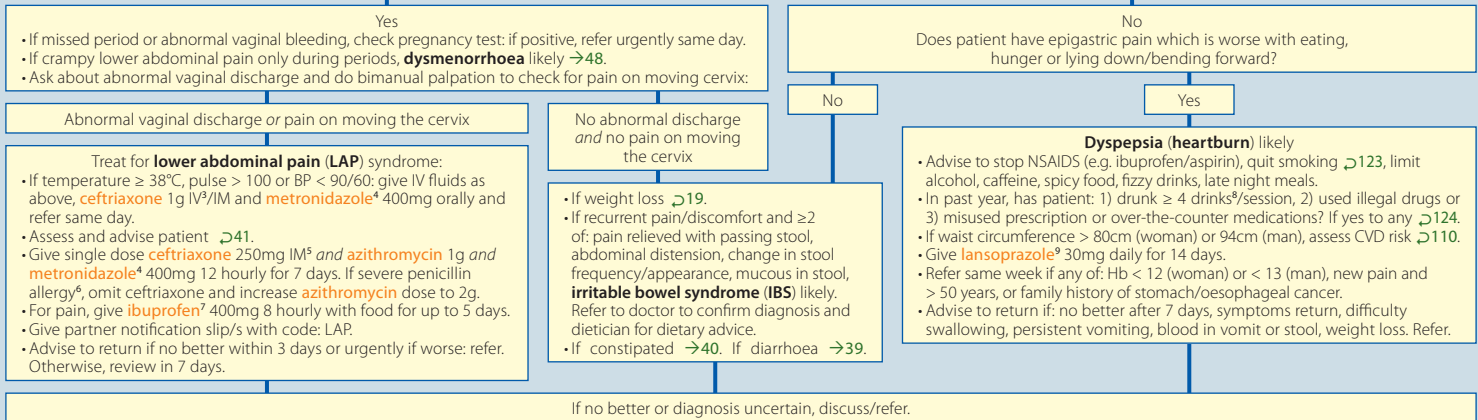 Yes
• If missed period or abnormal vaginal bleeding, check pregnancy test: if positive, refer urgently same day.
• If crampy lower abdominal pain only during periods, dysmenorrhoea likely →48.
• Ask about abnormal vaginal discharge and do bimanual palpation to check for pain on moving cervix:
No
Does patient have epigastric pain which is worse with eating,
hunger or lying down/bending forward?
Abnormal vaginal discharge or pain on moving the cervix
No abnormal discharge
and no pain on moving
the cervix
No
Yes
Treat for lower abdominal pain (LAP) syndrome:
• If temperature ≥ 38°C, pulse > 100 or BP < 90/60: give IV fluids as
above, ceftriaxone 1g IV³/IM and metronidazole⁴ 400mg orally and
refer same day.
• Assess and advise patient ⮌41.
• Give single dose ceftriaxone 250mg IM⁵ and azithromycin 1g and
metronidazole⁴ 400mg 12 hourly for 7 days. If severe penicillin
allergy⁶, omit ceftriaxone and increase azithromycin dose to 2g.
• For pain, give ibuprofen⁷ 400mg 8 hourly with food for up to 5 days.
• Give partner notification slip/s with code: LAP.
• Advise to return if no better within 3 days or urgently if worse: refer.
Otherwise, review in 7 days.
• If weight loss ⮌19.
• If recurrent pain/discomfort and ≥2
of: pain relieved with passing stool,
abdominal distension, change in stool
frequency/appearance, mucous in stool,
irritable bowel syndrome (IBS) likely.
Refer to doctor to confirm diagnosis and
dietician for dietary advice.
• If constipated →40. If diarrhoea →39.
Dyspepsia (heartburn) likely
• Advise to stop NSAIDS (e.g. ibuprofen/aspirin), quit smoking ⮌123, limit
alcohol, caffeine, spicy food, fizzy drinks, late night meals.
• In past year, has patient: 1) drunk ≥ 4 drinks⁸/session, 2) used illegal drugs or
3) misused prescription or over-the-counter medications? If yes to any ⮌124.
• If waist circumference > 80cm (woman) or 94cm (man), assess CVD risk ⮌110.
• Give lansoprazole⁹ 30mg daily for 14 days.
• Refer same week if any of: Hb < 12 (woman) or < 13 (man), new pain and
> 50 years, or family history of stomach/oesophageal cancer.
• Advise to return if: no better after 7 days, symptoms return, difficulty
swallowing, persistent vomiting, blood in vomit or stool, weight loss. Refer.
If no better or diagnosis uncertain, discuss/refer.